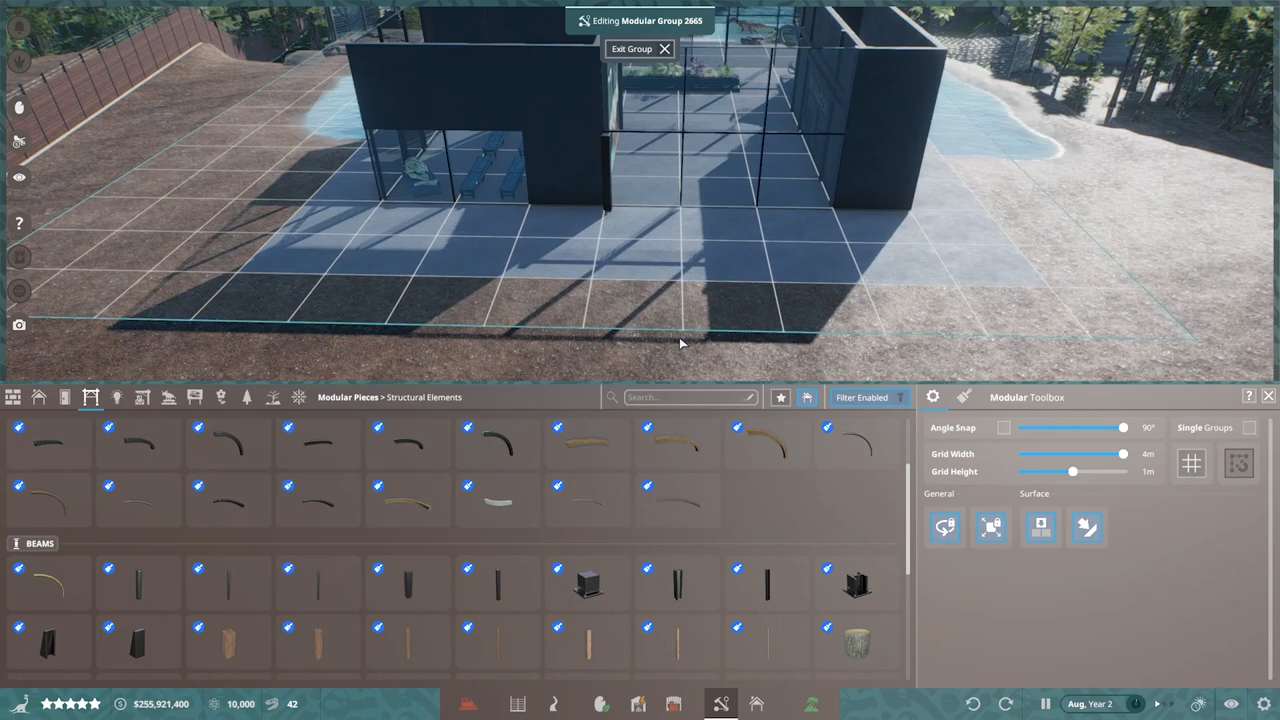 Editing Modular Group 2665
Exit Group
Modular Pieces > Structural Elements
Search...
Filter Enabled
Modular Toolbox
Angle Snap
90°
Single Groups
Grid Width
4m
Grid Height
1m
General
Surface
BEAMS
$255,921,400
10,000
42
Aug, Year 2